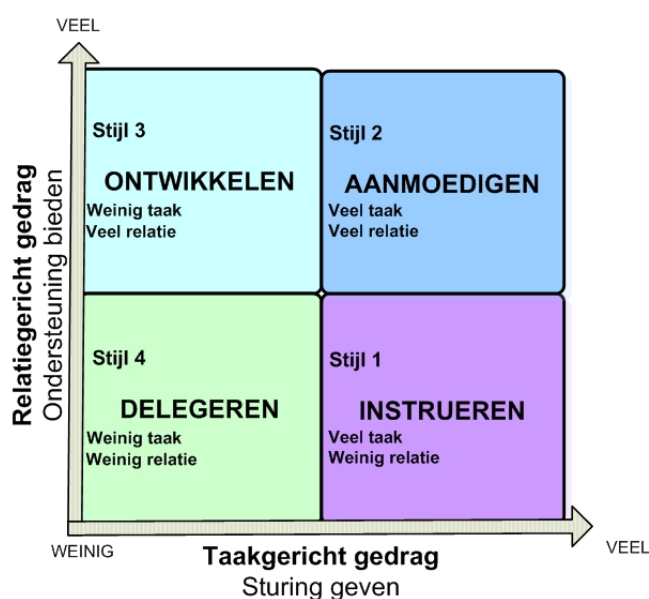 VEEL
Relatiegericht gedrag
Ondersteuning bieden
Stijl 3
ONTWIKKELEN
Weinig taak
Veel relatie
Stijl 2
AANMOEDIGEN
Veel taak
Veel relatie
Stijl 4
DELEGEREN
Weinig taak
Weinig relatie
Stijl 1
INSTRUEREN
Veel taak
Weinig relatie
WEINIG
Taakgericht gedrag
Sturing geven
VEEL